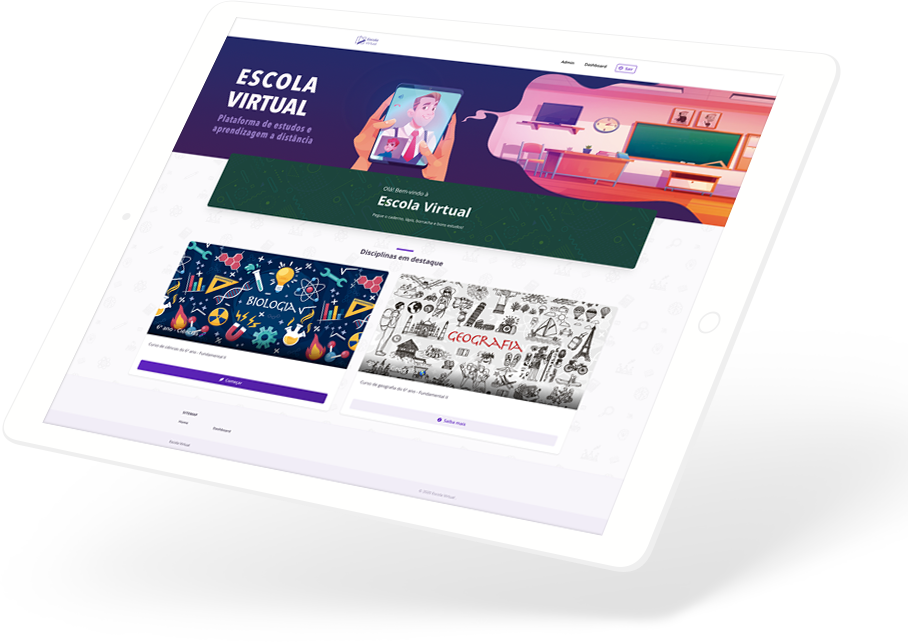 Escola
Virtual
Admin
Dashboard
Sair
ESCOLA
VIRTUAL
Plataforma de estudos e
aprendizagem a distância
Olá! Bem-vindo à
Escola Virtual
Pegue o caderno, lápis, borracha e bons estudos!
Disciplinas em destaque
BIOLOGIA
6º ano - Ciências
Curso de ciências do 6º ano - Fundamental II
Começar
GEOGRAFIA
Curso de geografia do 6º ano - Fundamental II
Saiba mais
SITEMAP
Home
Dashboard
Escola Virtual
© 2020 Escola Virtual